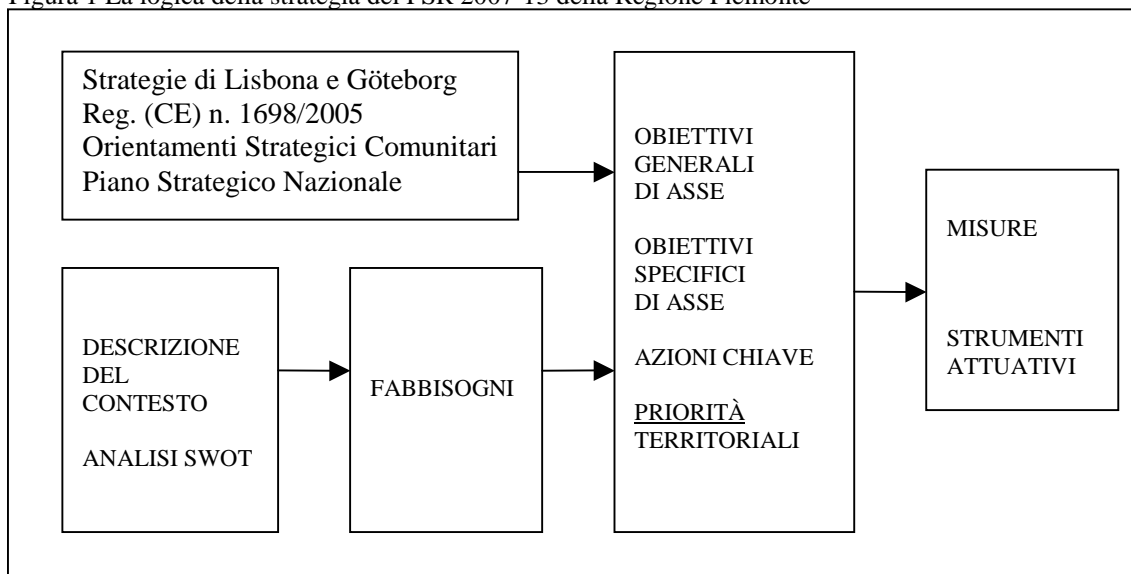 Figura 1 La logica della strategia del PSR 2007-13 della Regione Piemonte
Strategie di Lisbona e Göteborg
Reg. (CE) n. 1698/2005
Orientamenti Strategici Comunitari
Piano Strategico Nazionale
DESCRIZIONE
DEL
CONTESTO
ANALISI SWOT
FABBISOGNI
OBIETTIVI
GENERALI
DI ASSE
OBIETTIVI
SPECIFICI
DI ASSE
AZIONI CHIAVE
PRIORITÀ
TERRITORIALI
MISURE
STRUMENTI
ATTUATIVI